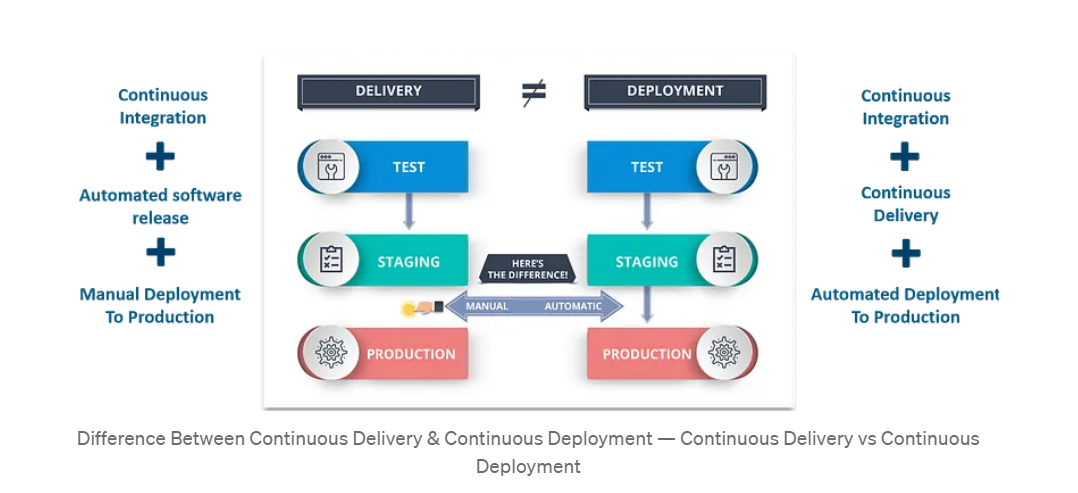 DELIVERY
≠
DEPLOYMENT
Continuous
Integration
+
Automated software
release
+
Manual Deployment
To Production
TEST
STAGING
PRODUCTION
HERE'S
THE DIFFERENCE!
MANUAL AUTOMATIC
TEST
STAGING
PRODUCTION
Continuous
Integration
+
Continuous
Delivery
+
Automated Deployment
To Production
Difference Between Continuous Delivery & Continuous Deployment — Continuous Delivery vs Continuous
Deployment